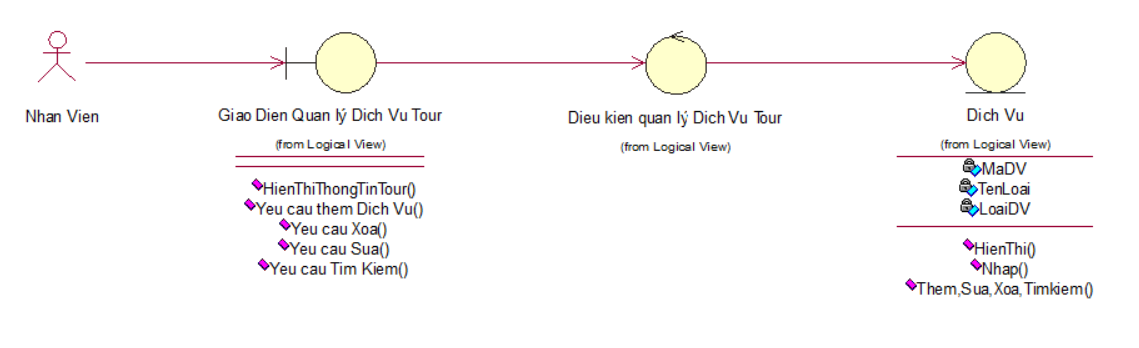 Nhan Vien
Giao Dien Quan lý Dich Vu Tour
(from Logical View)
HienThiThongTinTour()
Yeu cau them Dich Vu()
Yeu cau Xoa()
Yeu cau Sua()
Yeu cau Tim Kiem()
Dieu kien quan lý Dich Vu Tour
(from Logical View)
Dich Vu
(from Logical View)
MaDV
TenLoai
LoaiDV
HienThi()
Nhap()
Them,Sua,Xoa,Timkiem()